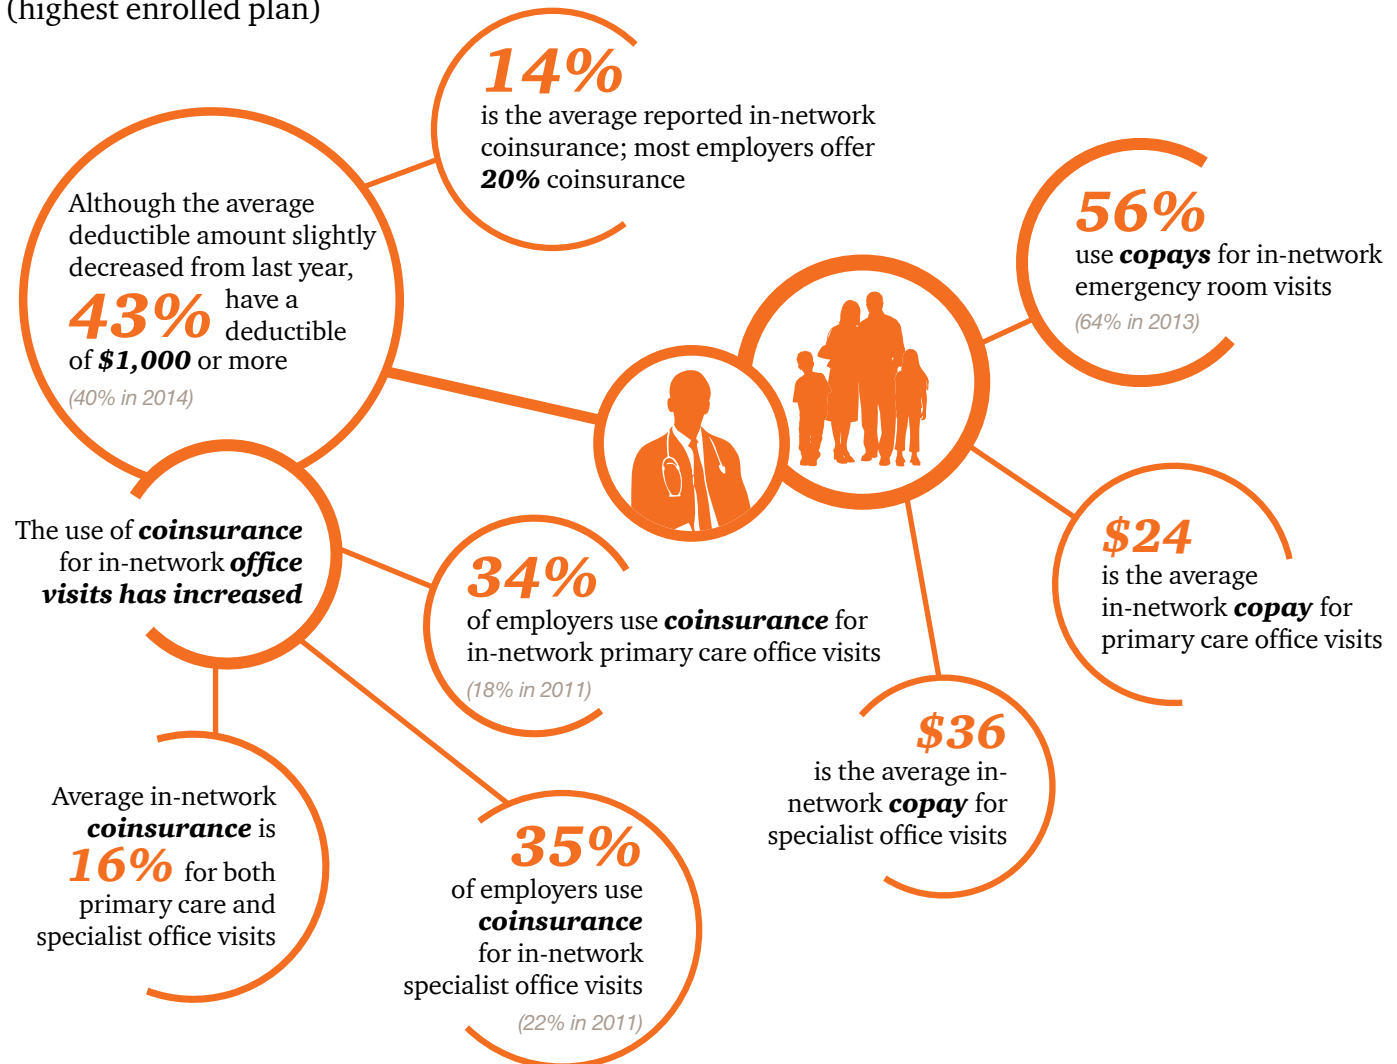 (highest enrolled plan)
14%
is the average reported in-network
coinsurance; most employers offer
20% coinsurance
Although the average
deductible amount slightly
decreased from last year,
43% have a
deductible
of $1,000 or more
(40% in 2014)
56%
use copays for in-network
emergency room visits
(64% in 2013)
The use of coinsurance
for in-network office
visits has increased
34%
of employers use coinsurance for
in-network primary care office visits
(18% in 2011)
$24
is the average
in-network copay for
primary care office visits
$36
is the average in-
network copay for
specialist office visits
Average in-network
coinsurance is
16% for both
primary care and
specialist office visits
35%
of employers use
coinsurance
for in-network
specialist office visits
(22% in 2011)